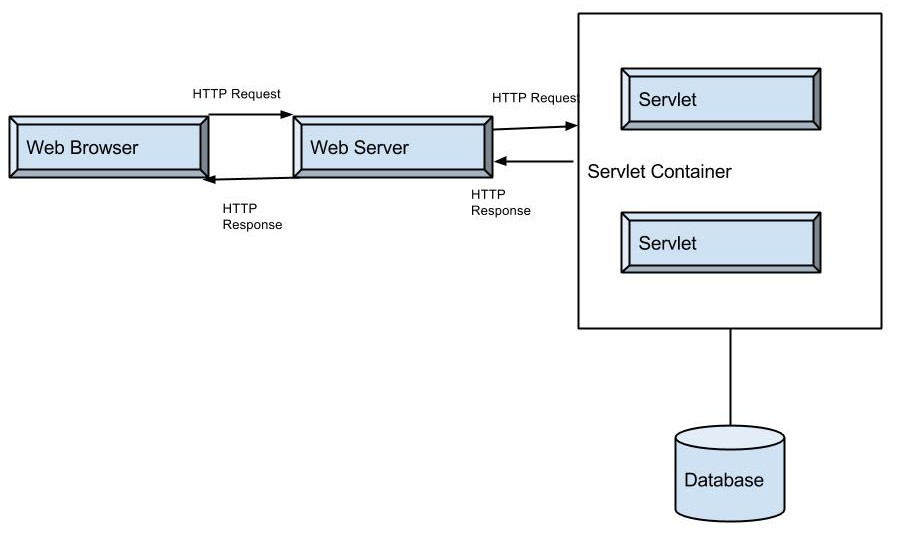 HTTP Request
HTTP Request
Web Browser
Web Server
HTTP
Response
HTTP
Response
Servlet
Servlet Container
Servlet
Database